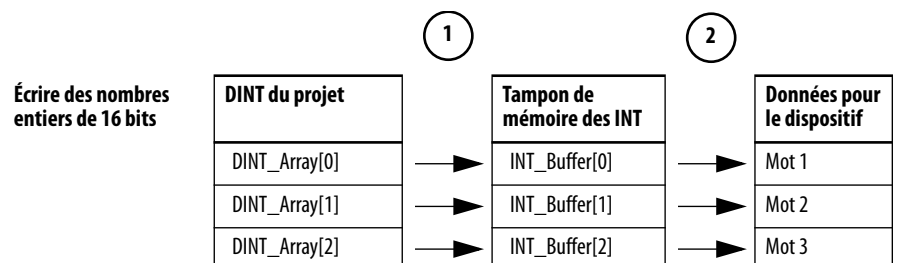 1
2
Écrire des nombres
entiers de 16 bits
DINT du projet
Tampon de
mémoire des INT
Données pour
le dispositif
DINT_Array[0]
INT_Buffer[0]
Mot 1
DINT_Array[1]
INT_Buffer[1]
Mot 2
DINT_Array[2]
INT_Buffer[2]
Mot 3